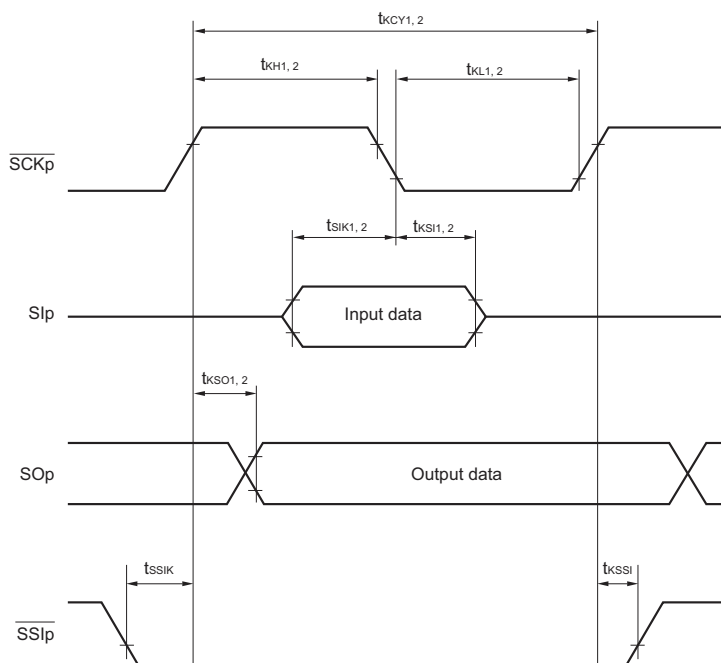 tKCY1, 2
tKH1, 2
tKL1, 2
SCKp
tSIK1, 2
tKSI1, 2
SIp
Input data
tKSO1, 2
SOp
Output data
tSSIK
tKSSI
SSIp